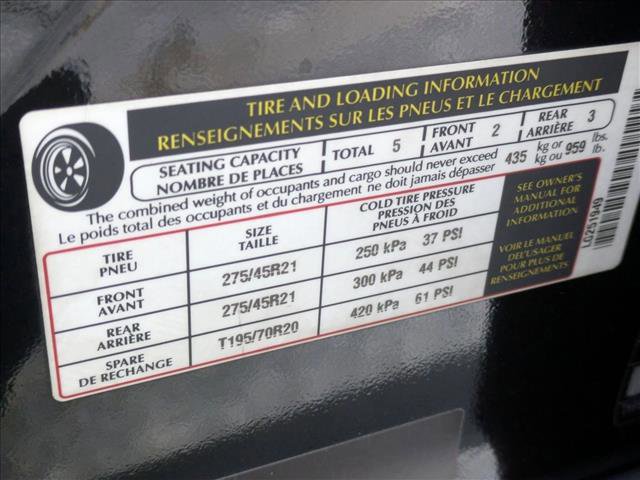 TIRE AND LOADING INFORMATION
RENSEIGNEMENTS SUR LES PNEUS ET LE CHARGEMENT
SEATING CAPACITY
NOMBRE DE PLACES
TOTAL 5
FRONT
AVANT 2
REAR
ARRIÈRE 3
The combined weight of occupants and cargo should never exceed 435 kg or 959 lbs.
Le poids total des occupants et du chargement ne doit jamais dépasser kg ou lb.
TIRE
PNEU
SIZE
TAILLE
COLD TIRE PRESSURE
PRESSION DES
PNEUS À FROID
SEE OWNER'S
MANUAL FOR
ADDITIONAL
INFORMATION
FRONT
AVANT
275/45R21
250 kPa 37 PSI
REAR
ARRIÈRE
275/45R21
300 kPa 44 PSI
VOIR LE MANUEL
DE L'USAGER
POUR PLUS DE
RENSEIGNEMENTS
SPARE
DE RECHANGE
T195/70R20
420 kPa 61 PSI
LG251949